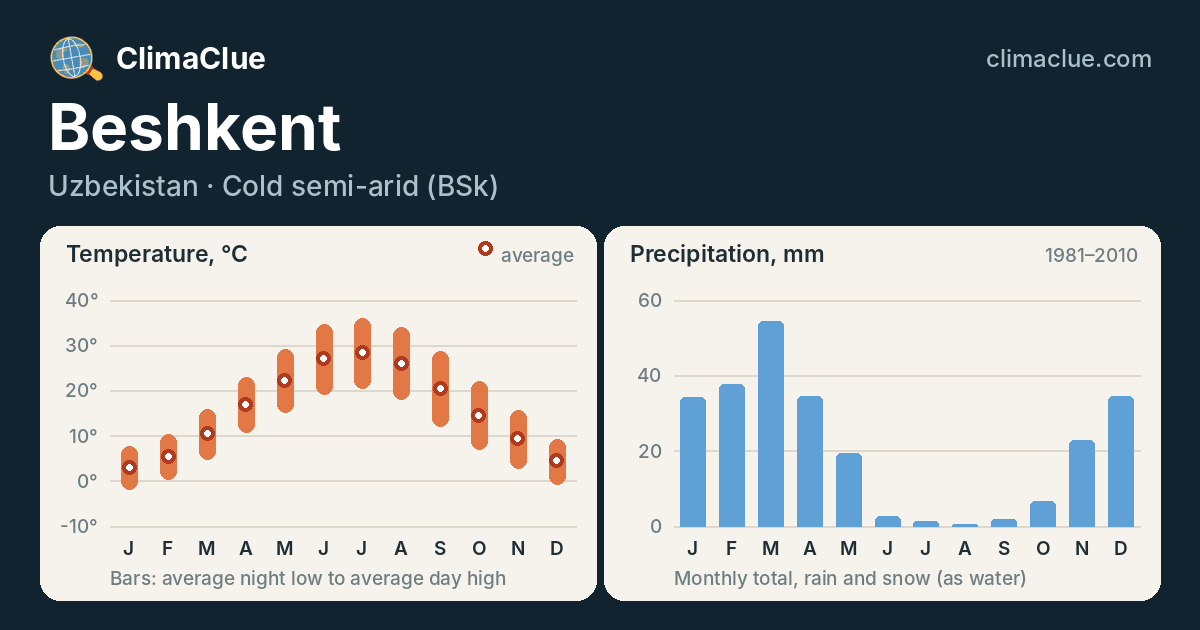 ClimaClue
climaclue.com
Beshkent
Uzbekistan · Cold semi-arid (BSk)
Temperature, °C
average
40°
30°
20°
10°
0°
-10°
J F M A M J J A S O N D
Bars: average night low to average day high
Precipitation, mm
1981–2010
60
40
20
0
J F M A M J J A S O N D
Monthly total, rain and snow (as water)